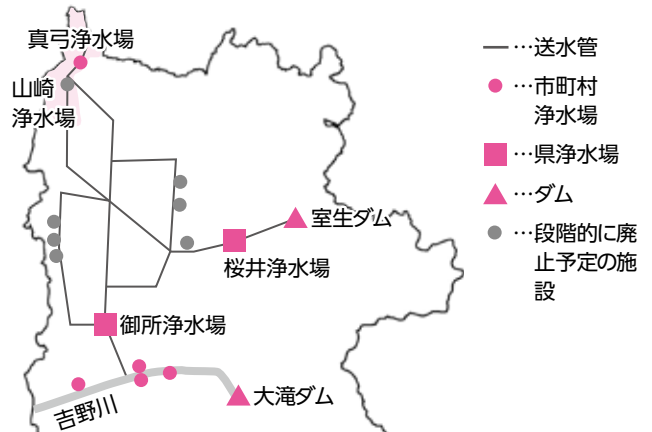 真弓浄水場
山崎
浄水場
室生ダム
桜井浄水場
御所浄水場
大滝ダム
吉野川
…送水管
…市町村
浄水場
…県浄水場
…ダム
…段階的に廃
止予定の施
設